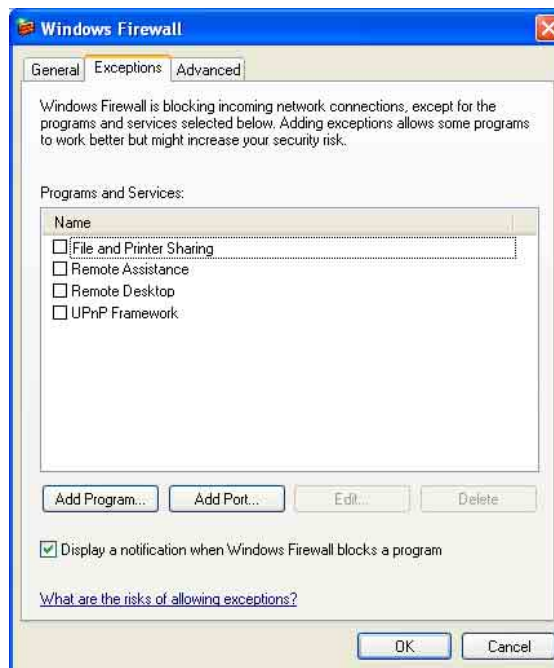 Windows Firewall
General Exceptions Advanced
Windows Firewall is blocking incoming network connections, except for the
programs and services selected below. Adding exceptions allows some programs
to work better but might increase your security risk.
Programs and Services:
Name
File and Printer Sharing
Remote Assistance
Remote Desktop
UPnP Framework
Add Program... Add Port... Edit... Delete
Display a notification when Windows Firewall blocks a program
What are the risks of allowing exceptions?
OK Cancel